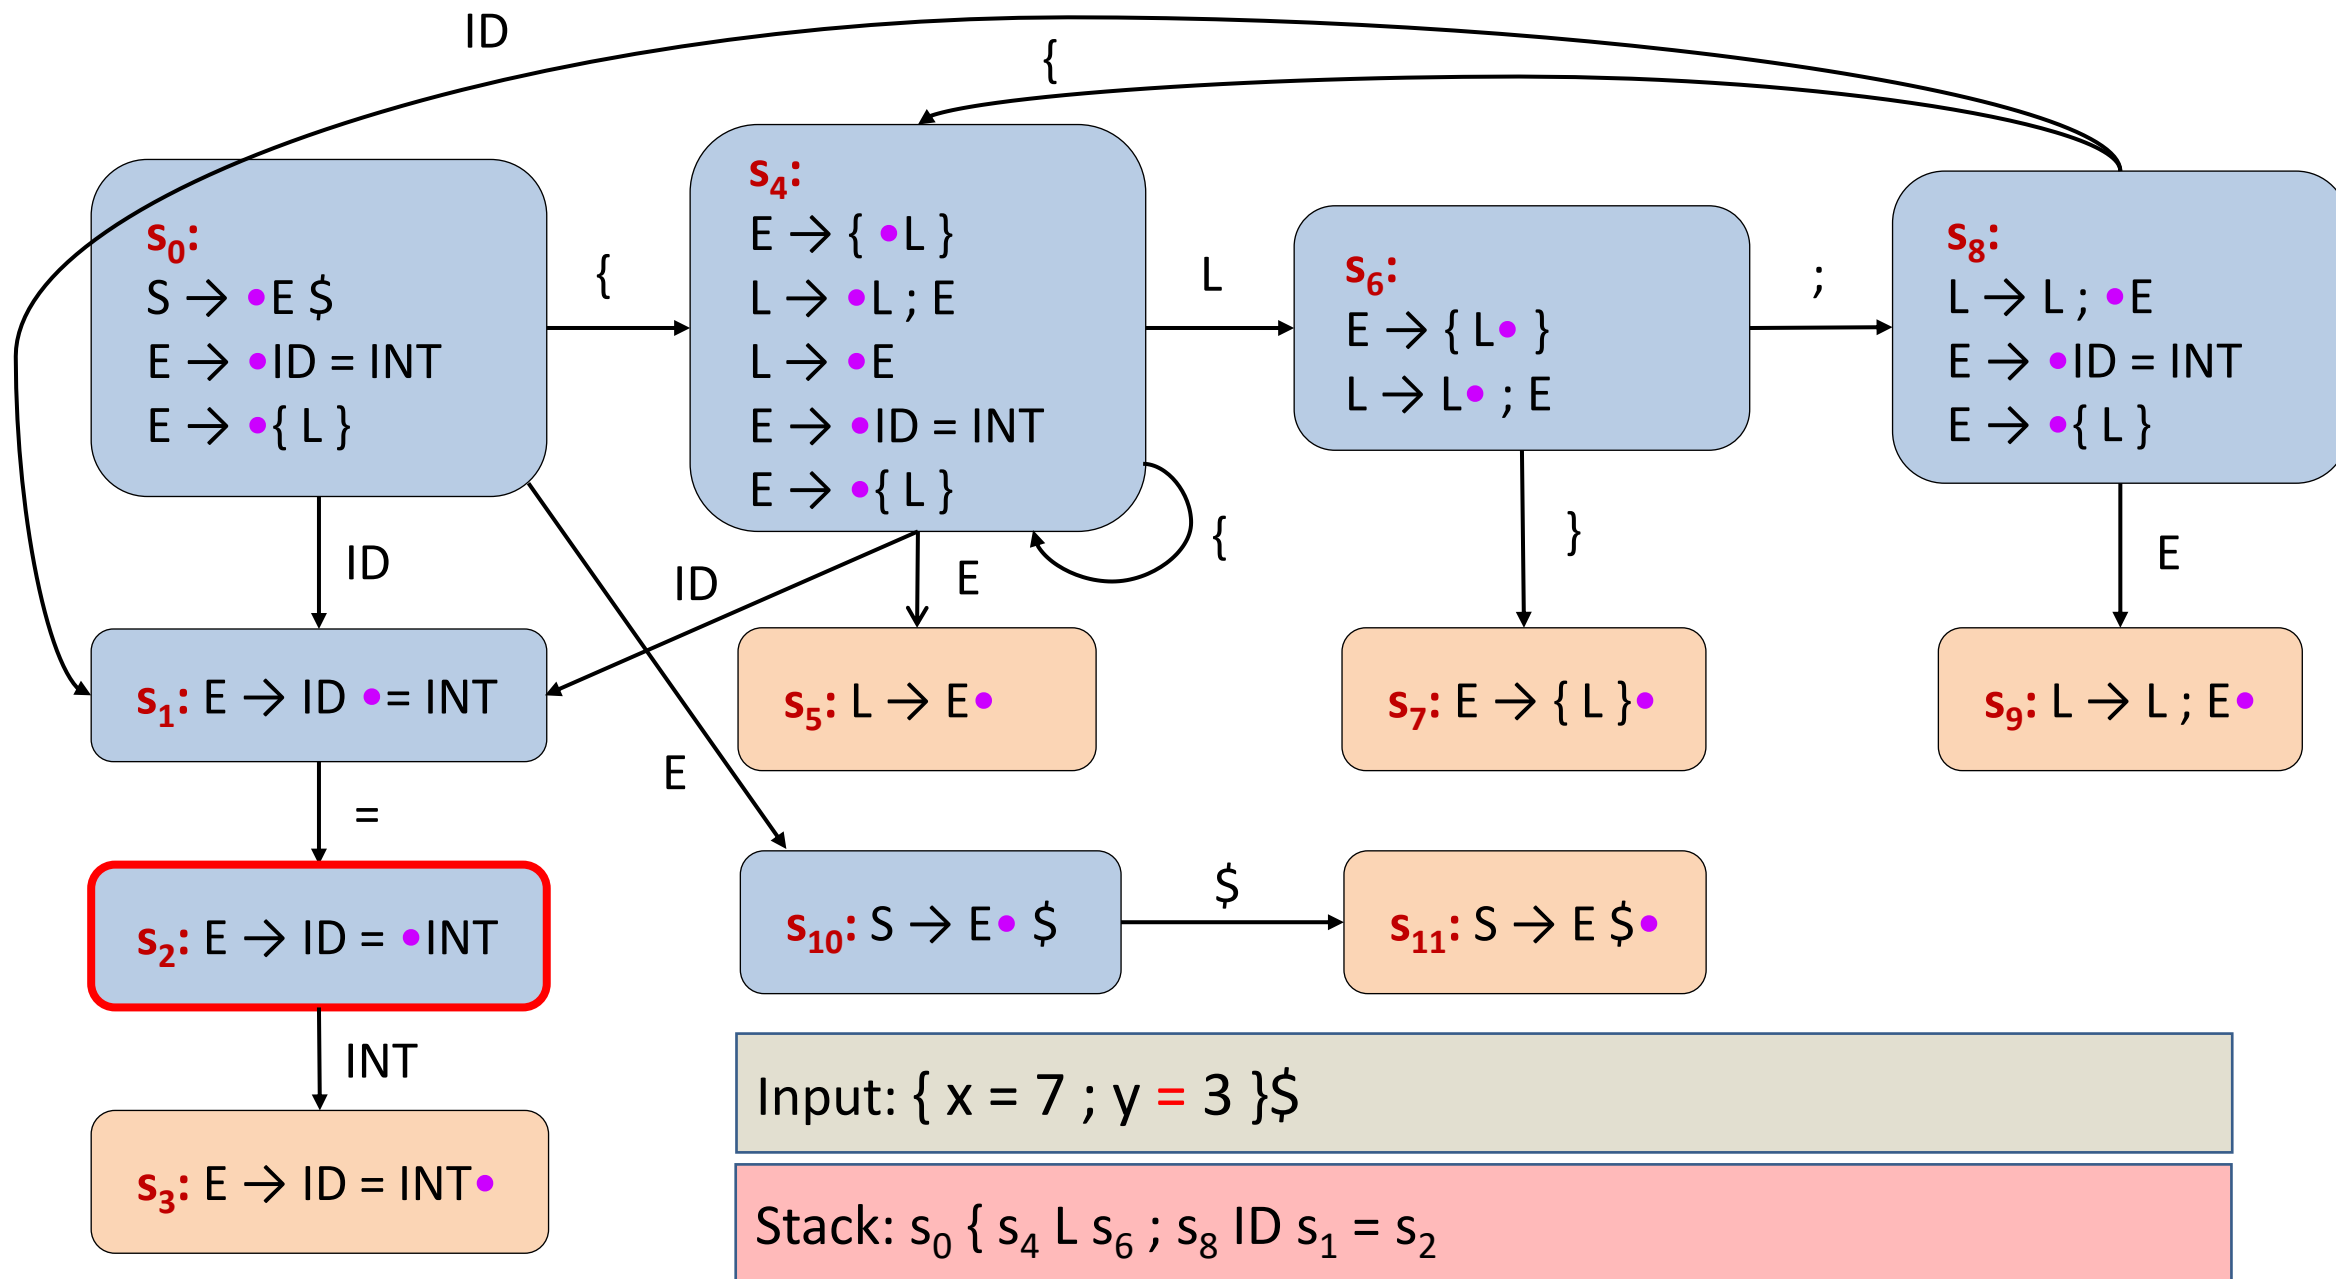 ID
{
s₀:
S → •E $
E → •ID = INT
E → •{ L }
{
s₄:
E → { •L }
L → •L ; E
L → •E
E → •ID = INT
E → •{ L }
L
s₆:
E → { L• }
L → L• ; E
;
s₈:
L → L ; •E
E → •ID = INT
E → •{ L }
ID
ID
E
{
}
E
s₁: E → ID •= INT
s₅: L → E•
s₇: E → { L }•
s₉: L → L ; E•
=
E
s₂: E → ID = •INT
s₁₀: S → E• $
$
s₁₁: S → E $•
INT
s₃: E → ID = INT•
Input: { x = 7 ; y = 3 }$
Stack: s₀ { s₄ L s₆ ; s₈ ID s₁ = s₂